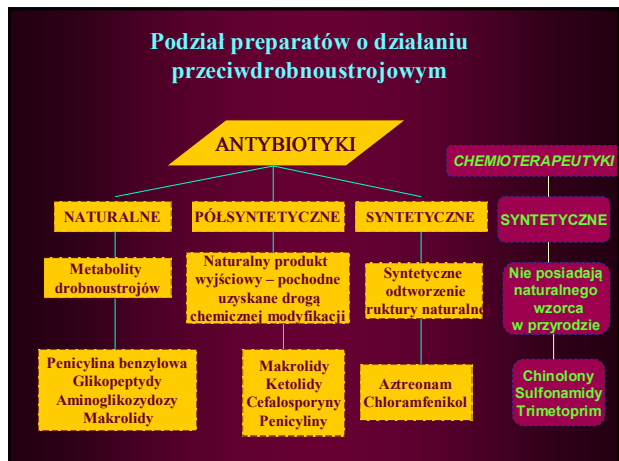 Podział preparatów o działaniu
przeciwdrobnoustrojowym
ANTYBIOTYKI
CHEMIOTERAPEUTYKI
NATURALNE
PÓŁSYNTETYCZNE
SYNTETYCZNE
SYNTETYCZNE
Metabolity
drobnoustrojów
Naturalny produkt
wyjściowy – pochodne
uzyskane drogą
chemicznej modyfikacji
Syntetyczne
odtworzenie
ruktury naturalne
Nie posiadają
naturalnego
wzorca
w przyrodzie
Penicylina benzylowa
Glikopeptydy
Aminoglikozydozy
Makrolidy
Makrolidy
Ketolidy
Cefalosporyny
Penicyliny
Aztreonam
Chloramfenikol
Chinolony
Sulfonamidy
Trimetoprim